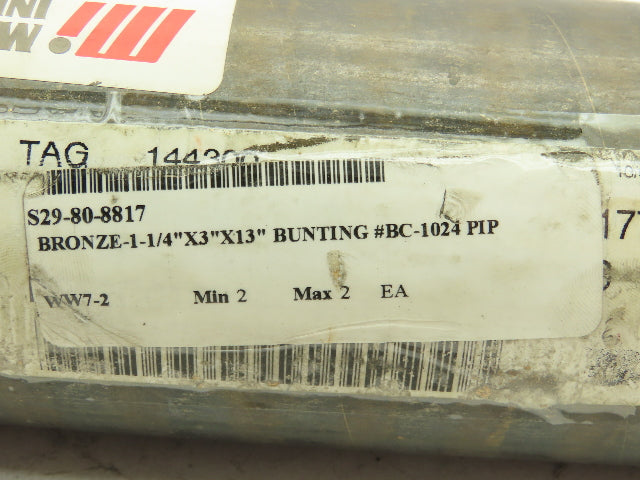 TAG 144300
S29-80-8817
BRONZE-1-1/4"X3"X13" BUNTING #BC-1024 PIP
WW7-2 Min 2 Max 2 EA